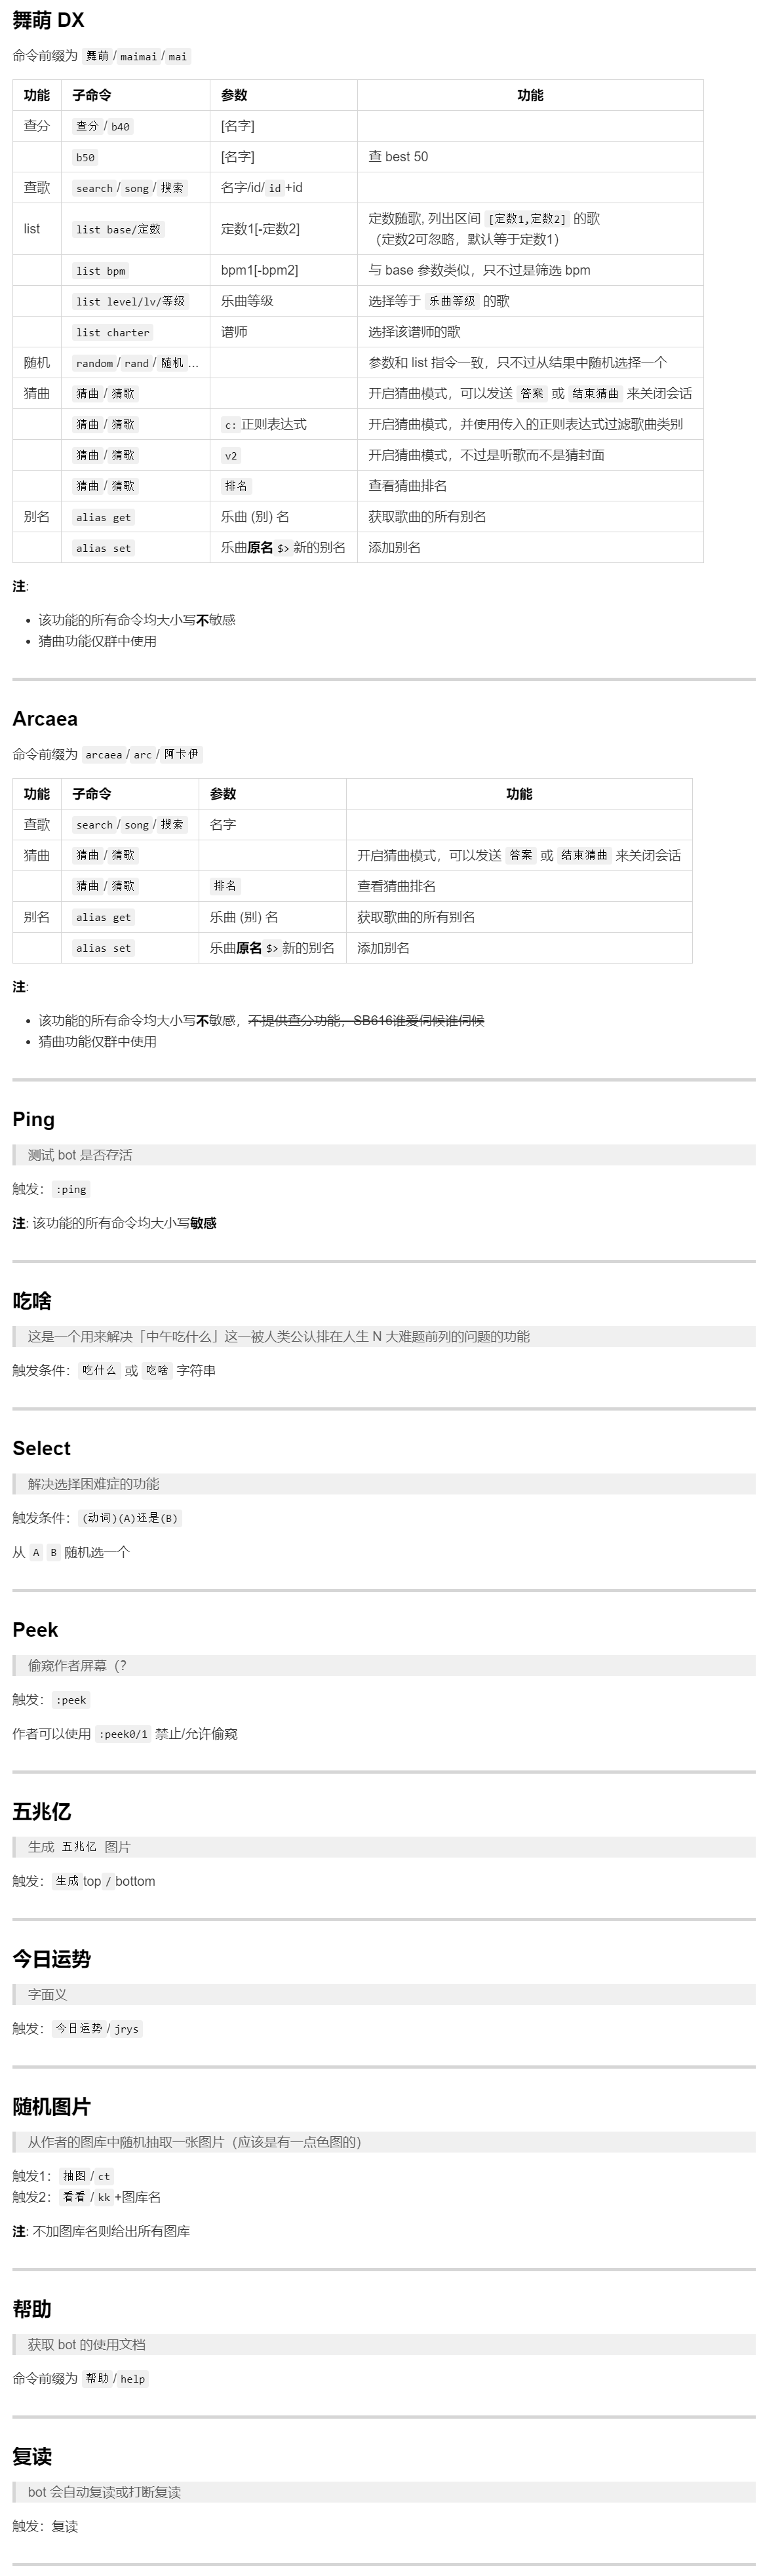 舞萌 DX
命令前缀为 舞萌/maimai/mai
功能 子命令 参数 功能
查分 查分/b40 [名字]
b50 [名字] 查 best 50
查歌 search/song/搜索 名字/id/id+id
list list base/定数 定数1[-定数2] 定数随歌, 列出区间 [定数1,定数2] 的歌
（定数2可忽略，默认等于定数1）
list bpm bpm1[-bpm2] 与 base 参数类似，只不过是筛选 bpm
list level/lv/等级 乐曲等级 选择等于 乐曲等级 的歌
list charter 谱师 选择该谱师的歌
随机 random/rand/随机... 参数和 list 指令一致，只不过从结果中随机选择一个
猜曲 猜曲/猜歌 开启猜曲模式，可以发送 答案 或 结束猜曲 来关闭会话
猜曲/猜歌 c:正则表达式 开启猜曲模式，并使用传入的正则表达式过滤歌曲类别
猜曲/猜歌 v2 开启猜曲模式，不过是听歌而不是猜封面
猜曲/猜歌 排名 查看猜曲排名
别名 alias get 乐曲 (别) 名 获取歌曲的所有别名
alias set 乐曲原名$>新的别名 添加别名
注:
• 该功能的所有命令均大小写不敏感
• 猜曲功能仅群中使用
Arcaea
命令前缀为 arcaea/arc/阿卡伊
功能 子命令 参数 功能
查歌 search/song/搜索 名字
猜曲 猜曲/猜歌 开启猜曲模式，可以发送 答案 或 结束猜曲 来关闭会话
猜曲/猜歌 排名 查看猜曲排名
别名 alias get 乐曲 (别) 名 获取歌曲的所有别名
alias set 乐曲原名$>新的别名 添加别名
注:
• 该功能的所有命令均大小写不敏感，不提供查分功能，SB616谁爱伺候谁伺候
• 猜曲功能仅群中使用
Ping
测试 bot 是否存活
触发：:ping
注: 该功能的所有命令均大小写敏感
吃啥
这是一个用来解决「中午吃什么」这一被人类公认排在人生 N 大难题前列的问题的功能
触发条件：吃什么 或 吃啥 字符串
Select
解决选择困难症的功能
触发条件：(动词)(A)还是(B)
从 A B 随机选一个
Peek
偷窥作者屏幕（？
触发：:peek
作者可以使用 :peek0/1 禁止/允许偷窥
五兆亿
生成 五兆亿 图片
触发：生成top/bottom
今日运势
字面义
触发：今日运势/jrys
随机图片
从作者的图库中随机抽取一张图片（应该是有一点色图的）
触发1：抽图/ct
触发2：看看/kk+图库名
注: 不加图库名则给出所有图库
帮助
获取 bot 的使用文档
命令前缀为 帮助/help
复读
bot 会自动复读或打断复读
触发：复读